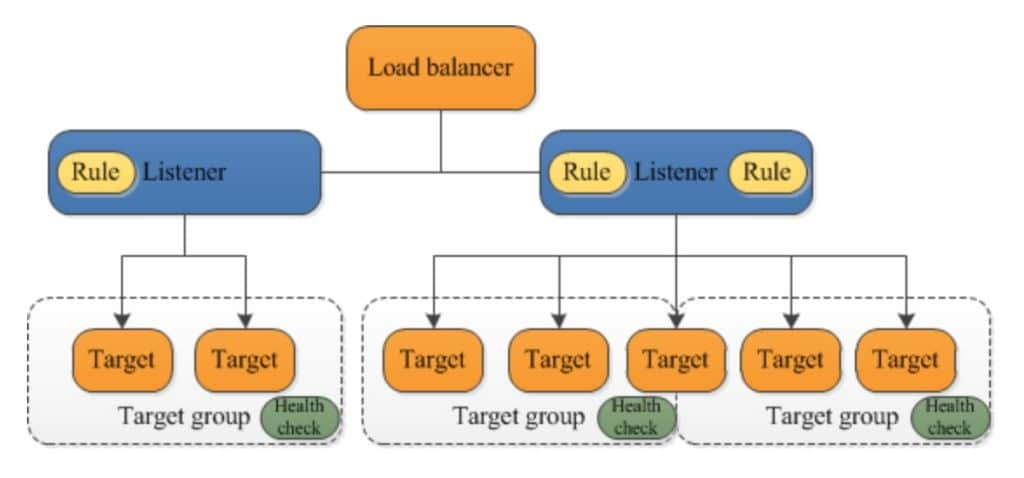 Load balancer
Rule Listener
Rule Listener Rule
Target Target
Target Target Target Target Target
Target group Health check
Target group Health check
Target group Health check